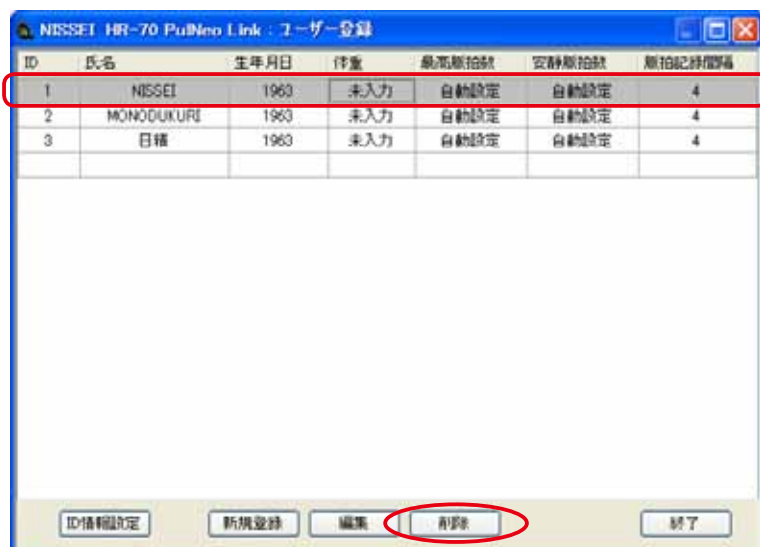 NISSEI HR-70 PulNeo Link : ユーザー登録
ID 氏名 生年月日 体重 最高脈拍数 安静脈拍数 脈拍記録間隔
1 NISSEI 1963 未入力 自動設定 自動設定 4
2 MONODUKURI 1963 未入力 自動設定 自動設定 4
3 日精 1963 未入力 自動設定 自動設定 4
ID情報設定 新規登録 編集 削除 終了